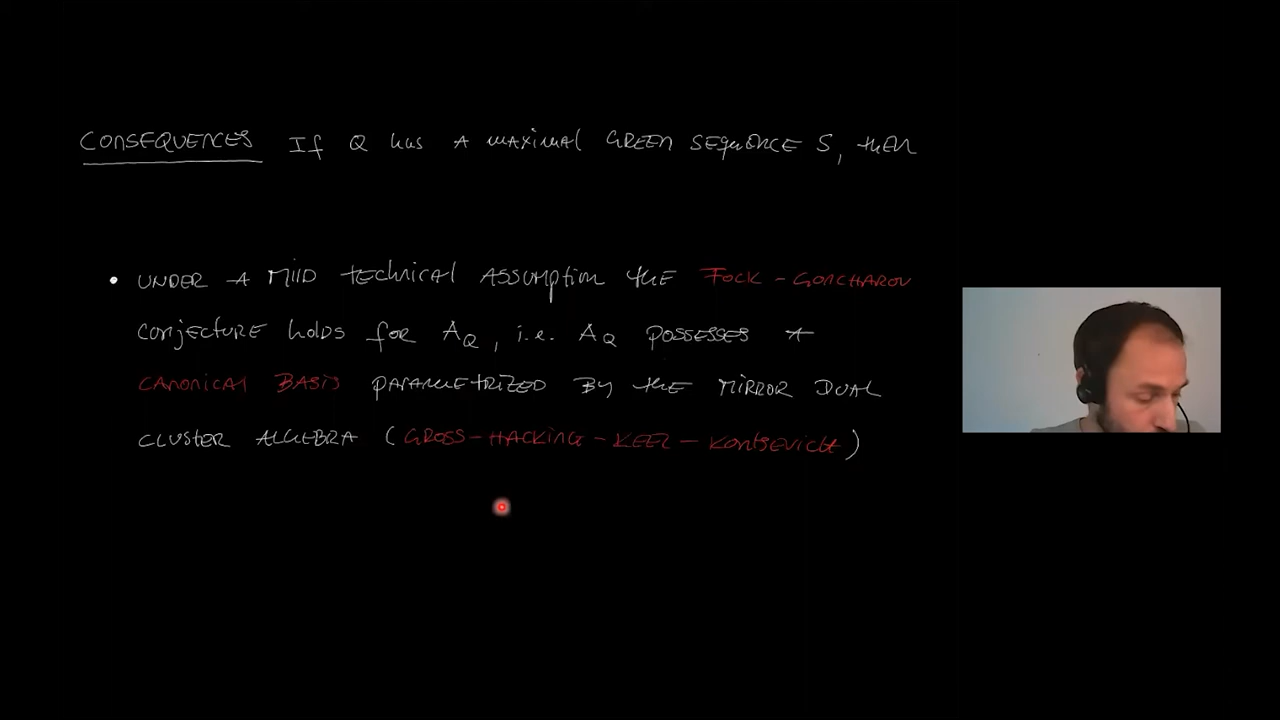 CONSEQUENCES If Q has A MAXIMAL GREEN SEQUENCE S, then
• UNDER A MILD technical ASSUMPTION the FOCK - GONCHAROV
CONJECTURE holds for A_Q, i.e. A_Q POSSESSES A
CANONICAL BASIS PARAMETRIZED By the MIRROR DUAL
CLUSTER ALGEBRA (GROSS - HACKING - KEEL - KONTSEVICH)